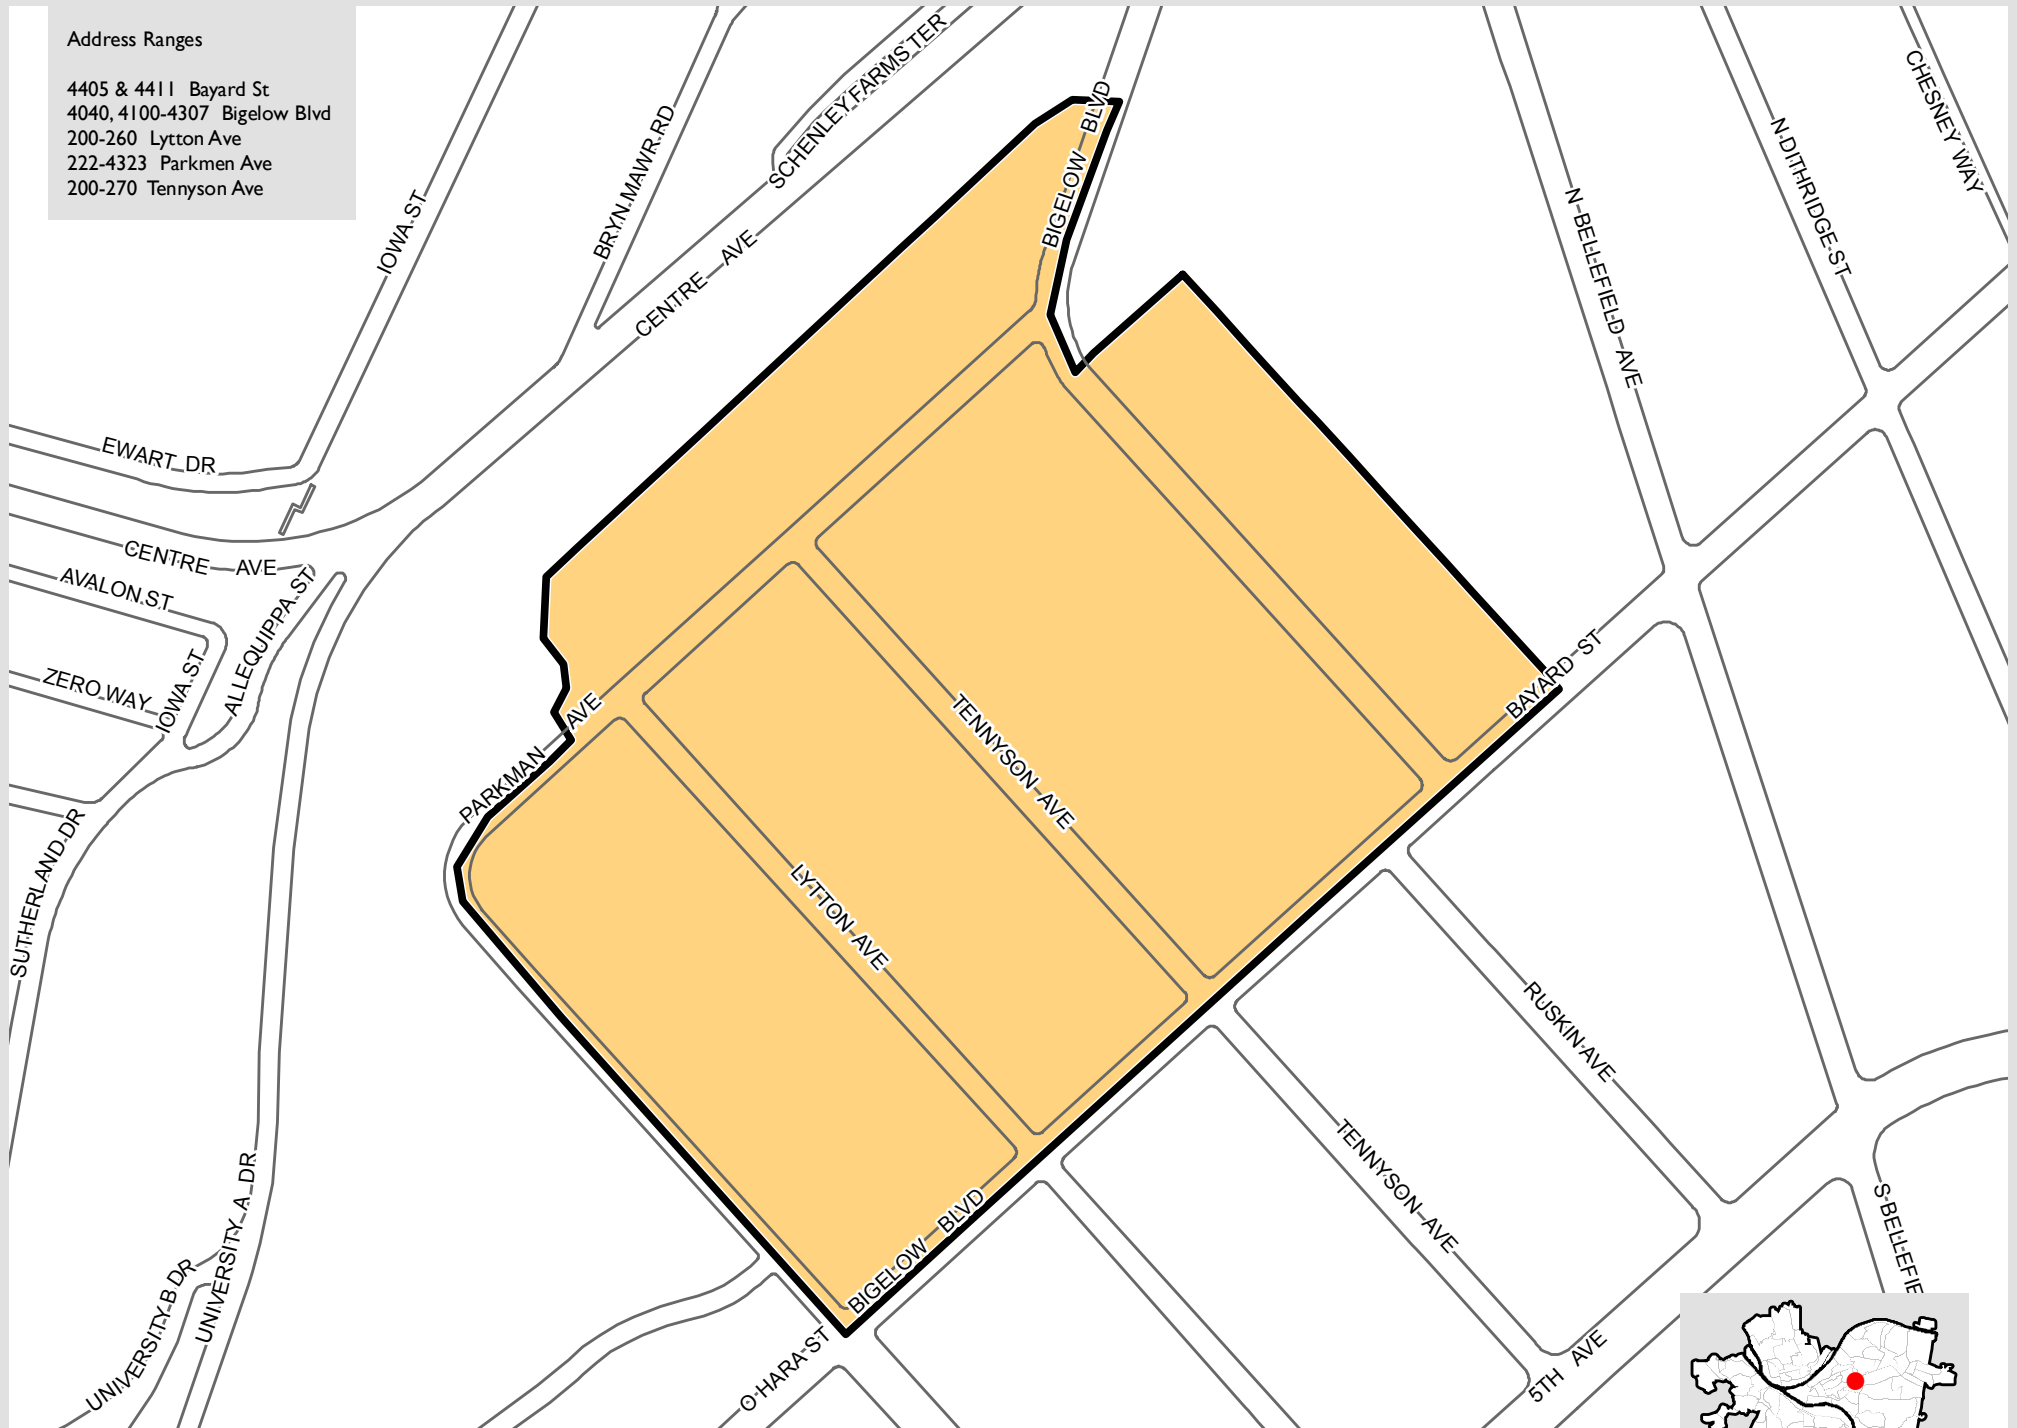 Address Ranges
4405 & 4411 Bayard St
4040, 4100-4307 Bigelow Blvd
200-260 Lytton Ave
222-4323 Parkmen Ave
200-270 Tennyson Ave
SCHENLEY FARMS TER
BIGELOW BLVD
CHESNEY WAY
N DITHRIDGE ST
BRYN MAWR RD
IOWA ST
CENTRE AVE
N BELLEFIELD AVE
EWART DR
CENTRE AVE
AVALON ST
ALLEQUIPPA ST
ZERO WAY
IOWA ST
BAYARD ST
PARKMAN AVE
TENNYSON AVE
SUTHERLAND DR
LYTTON AVE
RUSKIN AVE
TENNYSON AVE
UNIVERSITY A DR
BIGELOW BLVD
S BELLEFIE
UNIVERSITY B DR
O HARA ST
5TH AVE